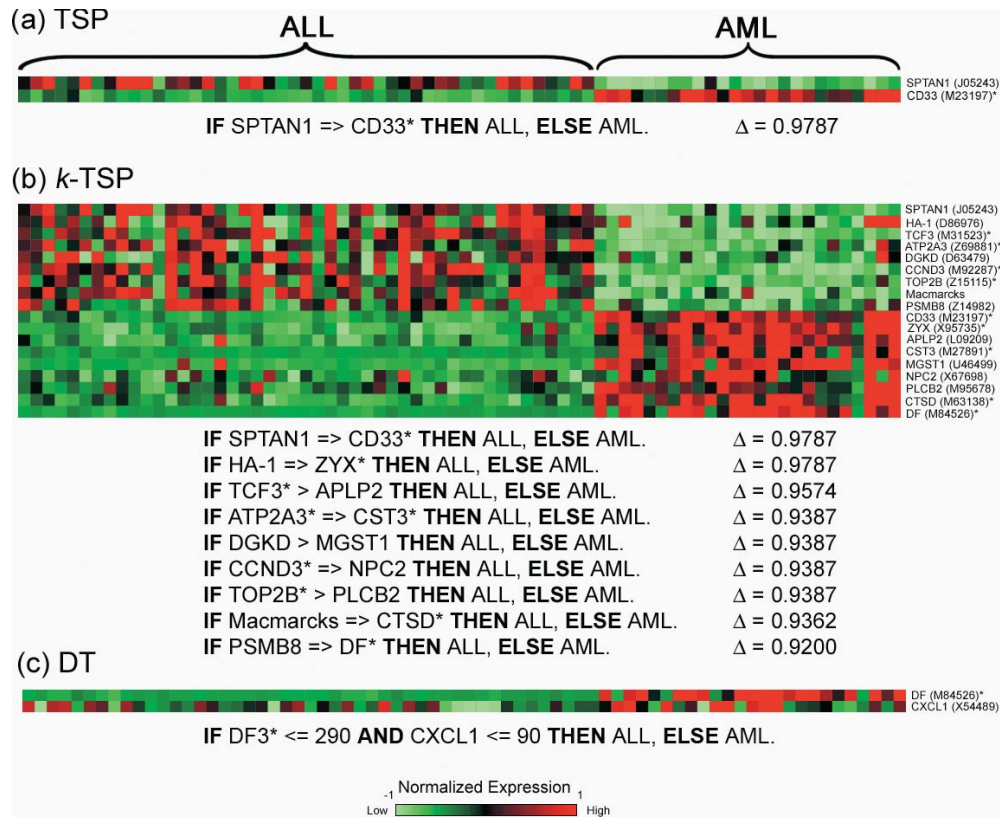 (a) TSP
ALL
AML
SPTAN1 (J05243)
CD33 (M23197)*
IF SPTAN1 => CD33* THEN ALL, ELSE AML. Δ = 0.9787
(b) k-TSP
SPTAN1 (J05243)
HA-1 (D86976)
TCF3 (M31523)*
ATP2A3 (Z69881)*
DGKD (D63479)
CCND3 (M92287)*
TOP2B (Z15115)*
Macmarcks
PSMB8 (Z14982)
CD33 (M23197)*
ZYX (X95735)*
APLP2 (L09209)
CST3 (M27891)*
MGST1 (U46499)
NPC2 (X67698)
PLCB2 (M95678)
CTSD (M63138)*
DF (M84526)*
IF SPTAN1 => CD33* THEN ALL, ELSE AML. Δ = 0.9787
IF HA-1 => ZYX* THEN ALL, ELSE AML. Δ = 0.9787
IF TCF3* > APLP2 THEN ALL, ELSE AML. Δ = 0.9574
IF ATP2A3* => CST3* THEN ALL, ELSE AML. Δ = 0.9387
IF DGKD > MGST1 THEN ALL, ELSE AML. Δ = 0.9387
IF CCND3* => NPC2 THEN ALL, ELSE AML. Δ = 0.9387
IF TOP2B* > PLCB2 THEN ALL, ELSE AML. Δ = 0.9387
IF Macmarcks => CTSD* THEN ALL, ELSE AML. Δ = 0.9362
IF PSMB8 => DF* THEN ALL, ELSE AML. Δ = 0.9200
(c) DT
DF (M84526)*
CXCL1 (X54489)
IF DF3* <= 290 AND CXCL1 <= 90 THEN ALL, ELSE AML.
Normalized Expression
-1 1
Low High